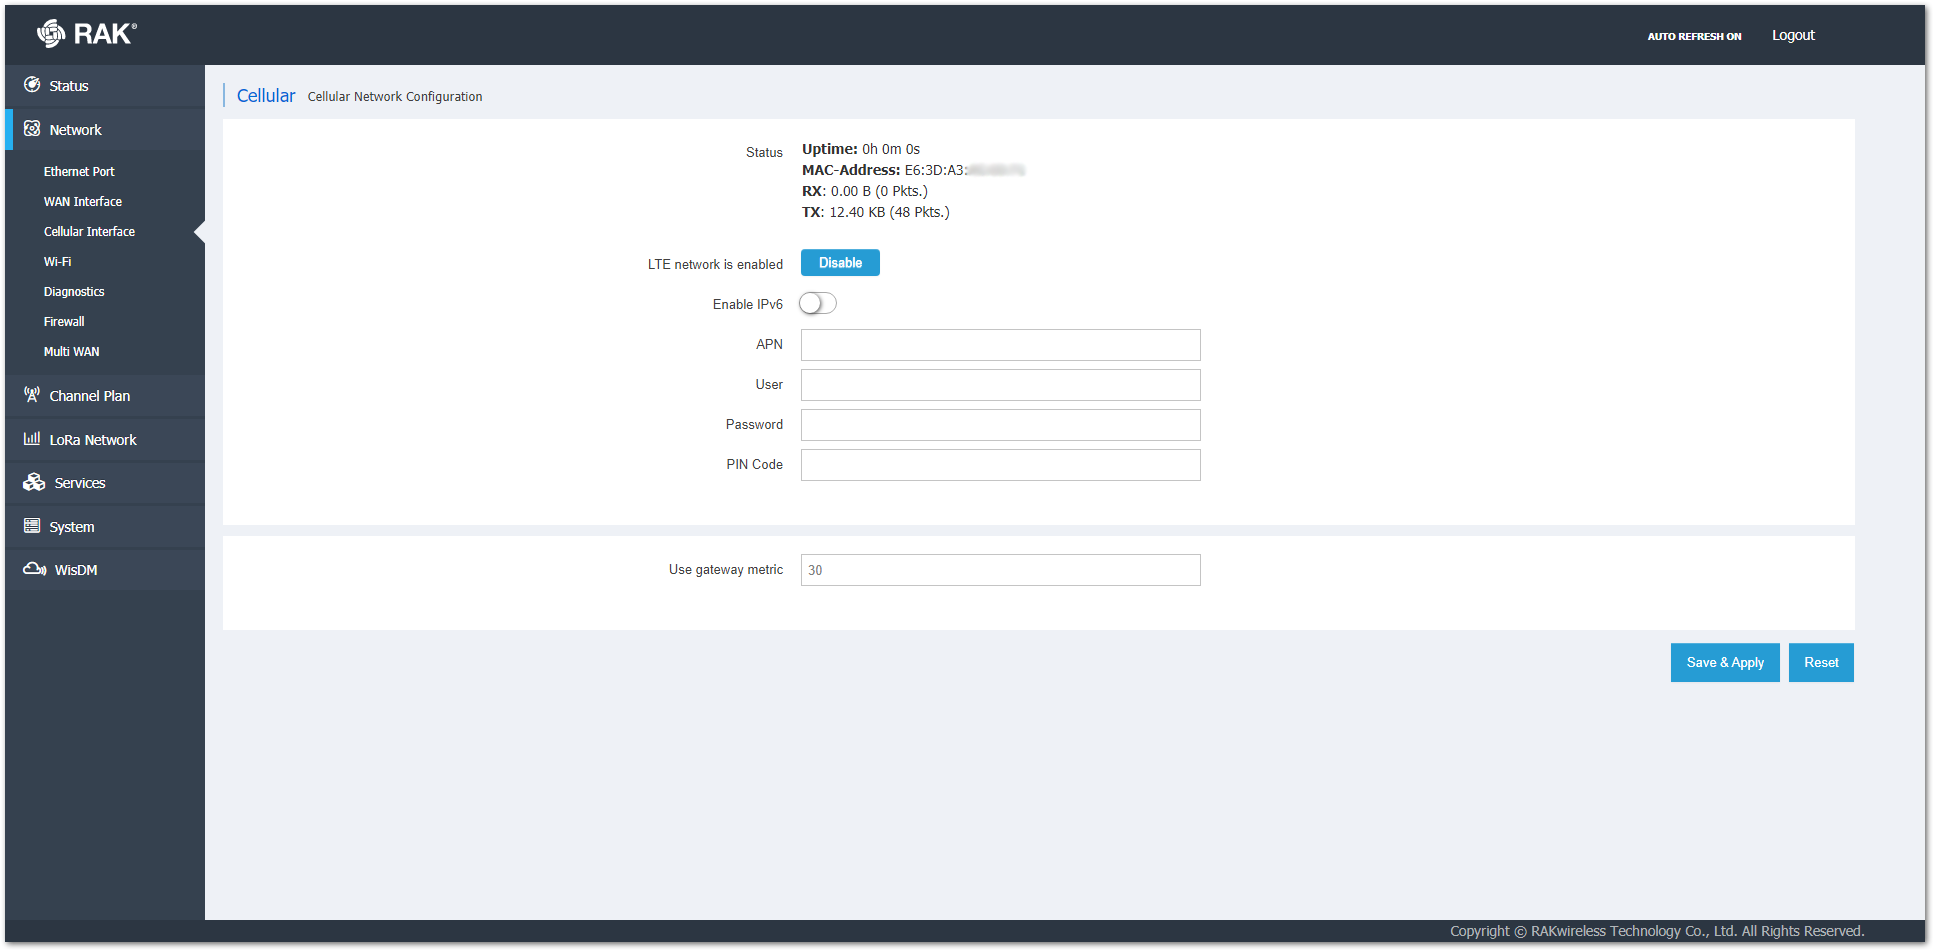 RAK®
AUTO REFRESH ON
Logout
Status
Network
Ethernet Port
WAN Interface
Cellular Interface
Wi-Fi
Diagnostics
Firewall
Multi WAN
Channel Plan
LoRa Network
Services
System
WisDM
Cellular Cellular Network Configuration
Status
Uptime: 0h 0m 0s
MAC-Address: E6:3D:A3:
RX: 0.00 B (0 Pkts.)
TX: 12.40 KB (48 Pkts.)
LTE network is enabled Disable
Enable IPv6
APN
User
Password
PIN Code
Use gateway metric 30
Save & Apply Reset
Copyright © RAKwireless Technology Co., Ltd. All Rights Reserved.